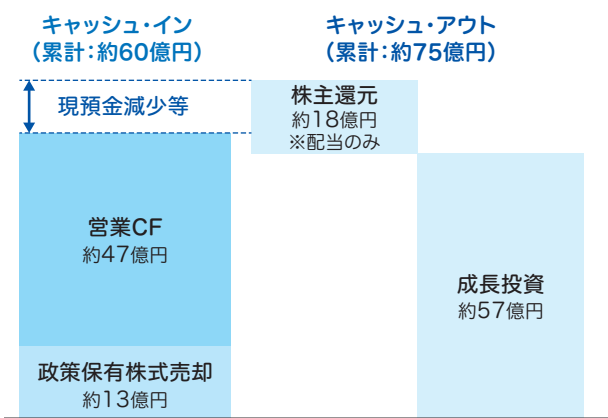 キャッシュ・イン
（累計：約60億円）
キャッシュ・アウト
（累計：約75億円）
現預金減少等
株主還元
約18億円
※配当のみ
営業CF
約47億円
成長投資
約57億円
政策保有株式売却
約13億円